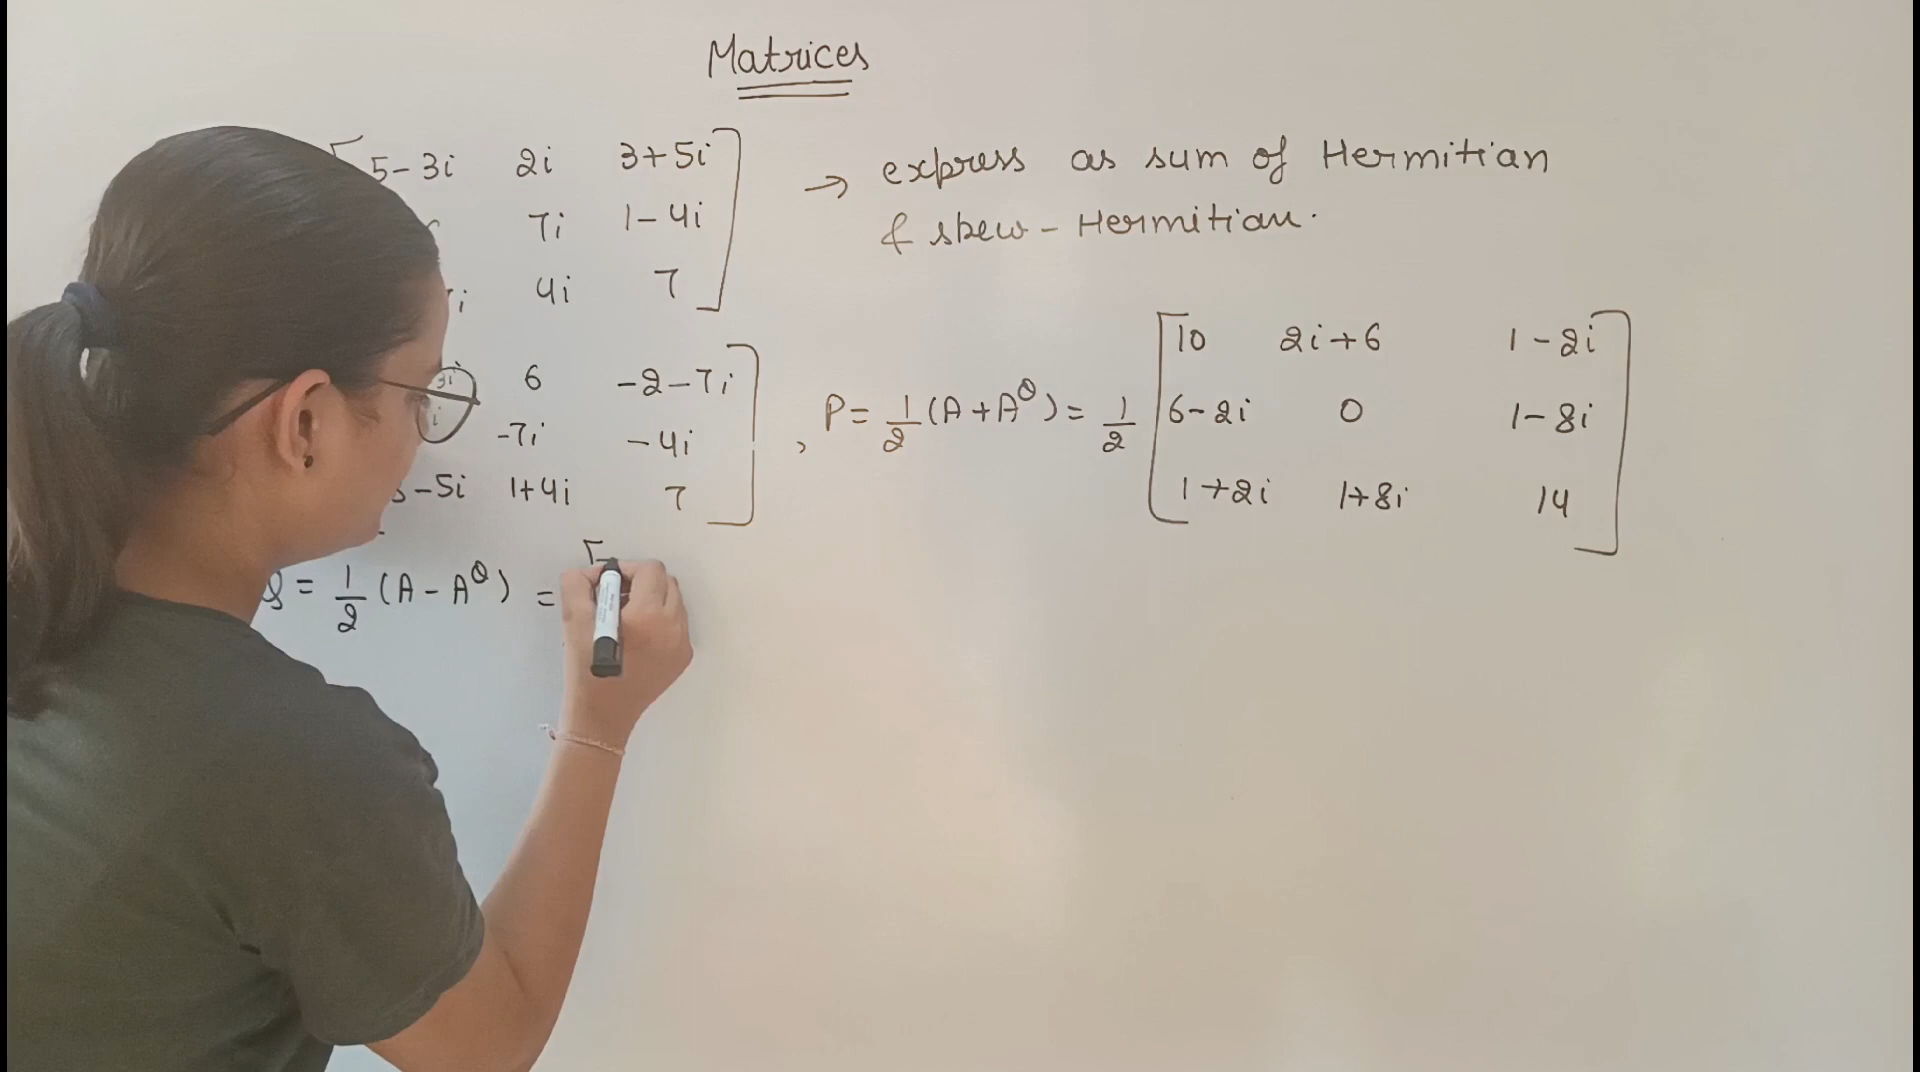 Matrices
5-3i 2i 3+5i → express as sum of Hermitian
7i 1-4i & skew-Hermitian.
i 4i 7
3i 6 -2-7i
i -7i -4i
-5i 1+4i 7
, P = 1/2 (A+A^θ) = 1/2
10 2i+6 1-2i
6-2i 0 1-8i
1+2i 1+8i 14
= 1/2 (A-A^θ) =